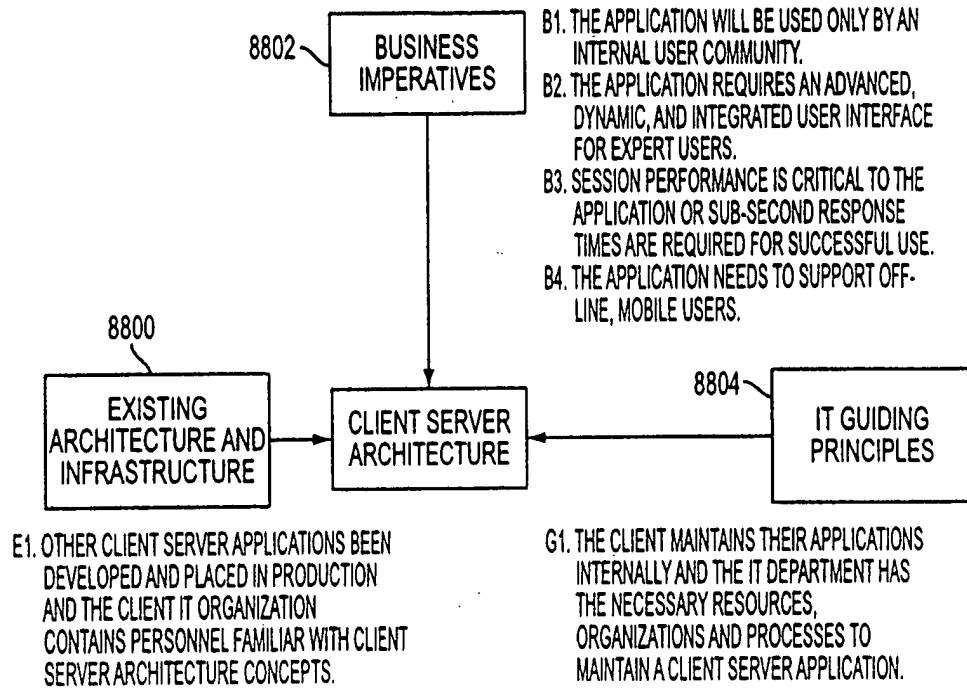 8802
BUSINESS
IMPERATIVES
B1. THE APPLICATION WILL BE USED ONLY BY AN
INTERNAL USER COMMUNITY.
B2. THE APPLICATION REQUIRES AN ADVANCED,
DYNAMIC, AND INTEGRATED USER INTERFACE
FOR EXPERT USERS.
B3. SESSION PERFORMANCE IS CRITICAL TO THE
APPLICATION OR SUB-SECOND RESPONSE
TIMES ARE REQUIRED FOR SUCCESSFUL USE.
B4. THE APPLICATION NEEDS TO SUPPORT OFF-
LINE, MOBILE USERS.
8800
EXISTING
ARCHITECTURE AND
INFRASTRUCTURE
CLIENT SERVER
ARCHITECTURE
8804
IT GUIDING
PRINCIPLES
E1. OTHER CLIENT SERVER APPLICATIONS BEEN
DEVELOPED AND PLACED IN PRODUCTION
AND THE CLIENT IT ORGANIZATION
CONTAINS PERSONNEL FAMILIAR WITH CLIENT
SERVER ARCHITECTURE CONCEPTS.
G1. THE CLIENT MAINTAINS THEIR APPLICATIONS
INTERNALLY AND THE IT DEPARTMENT HAS
THE NECESSARY RESOURCES,
ORGANIZATIONS AND PROCESSES TO
MAINTAIN A CLIENT SERVER APPLICATION.